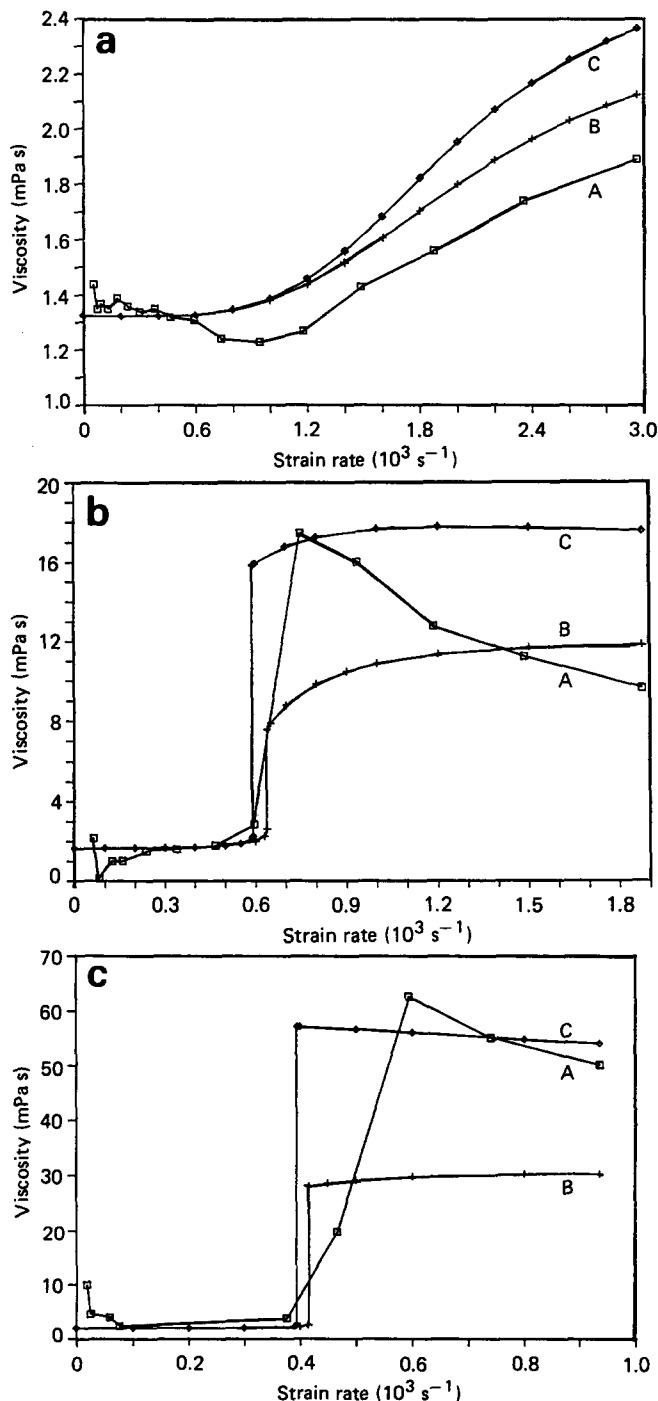 a
2.4
2.2
2.0
1.8
1.6
1.4
1.2
1.0
Viscosity (mPa s)
C
B
A
0 0.6 1.2 1.8 2.4 3.0
Strain rate (10³ s⁻¹)
b
20
16
12
8
4
0
Viscosity (mPa s)
C
B
A
0 0.3 0.6 0.9 1.2 1.5 1.8
Strain rate (10³ s⁻¹)
c
70
60
50
40
30
20
10
0
Viscosity (mPa s)
C
A
B
0 0.2 0.4 0.6 0.8 1.0
Strain rate (10³ s⁻¹)